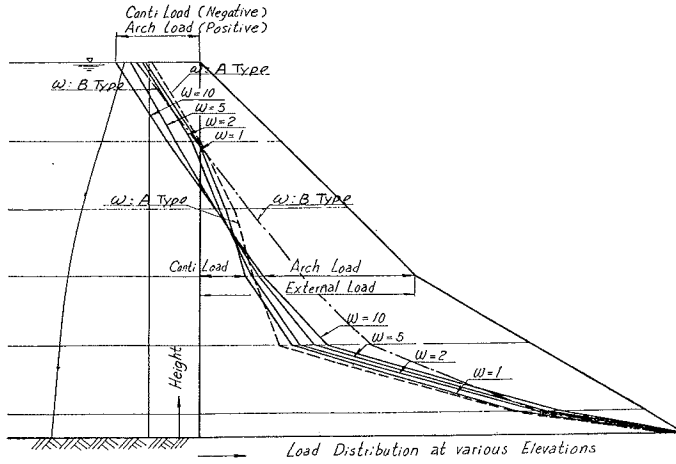 Canti Load (Negative)
Arch Load (Positive)
ω: A Type
ω: B Type
ω=10
ω=5
ω=2
ω=1
ω: A Type
ω: B Type
Canti Load
Arch Load
External Load
ω=10
ω=5
ω=2
ω=1
Height
Load Distribution at various Elevations